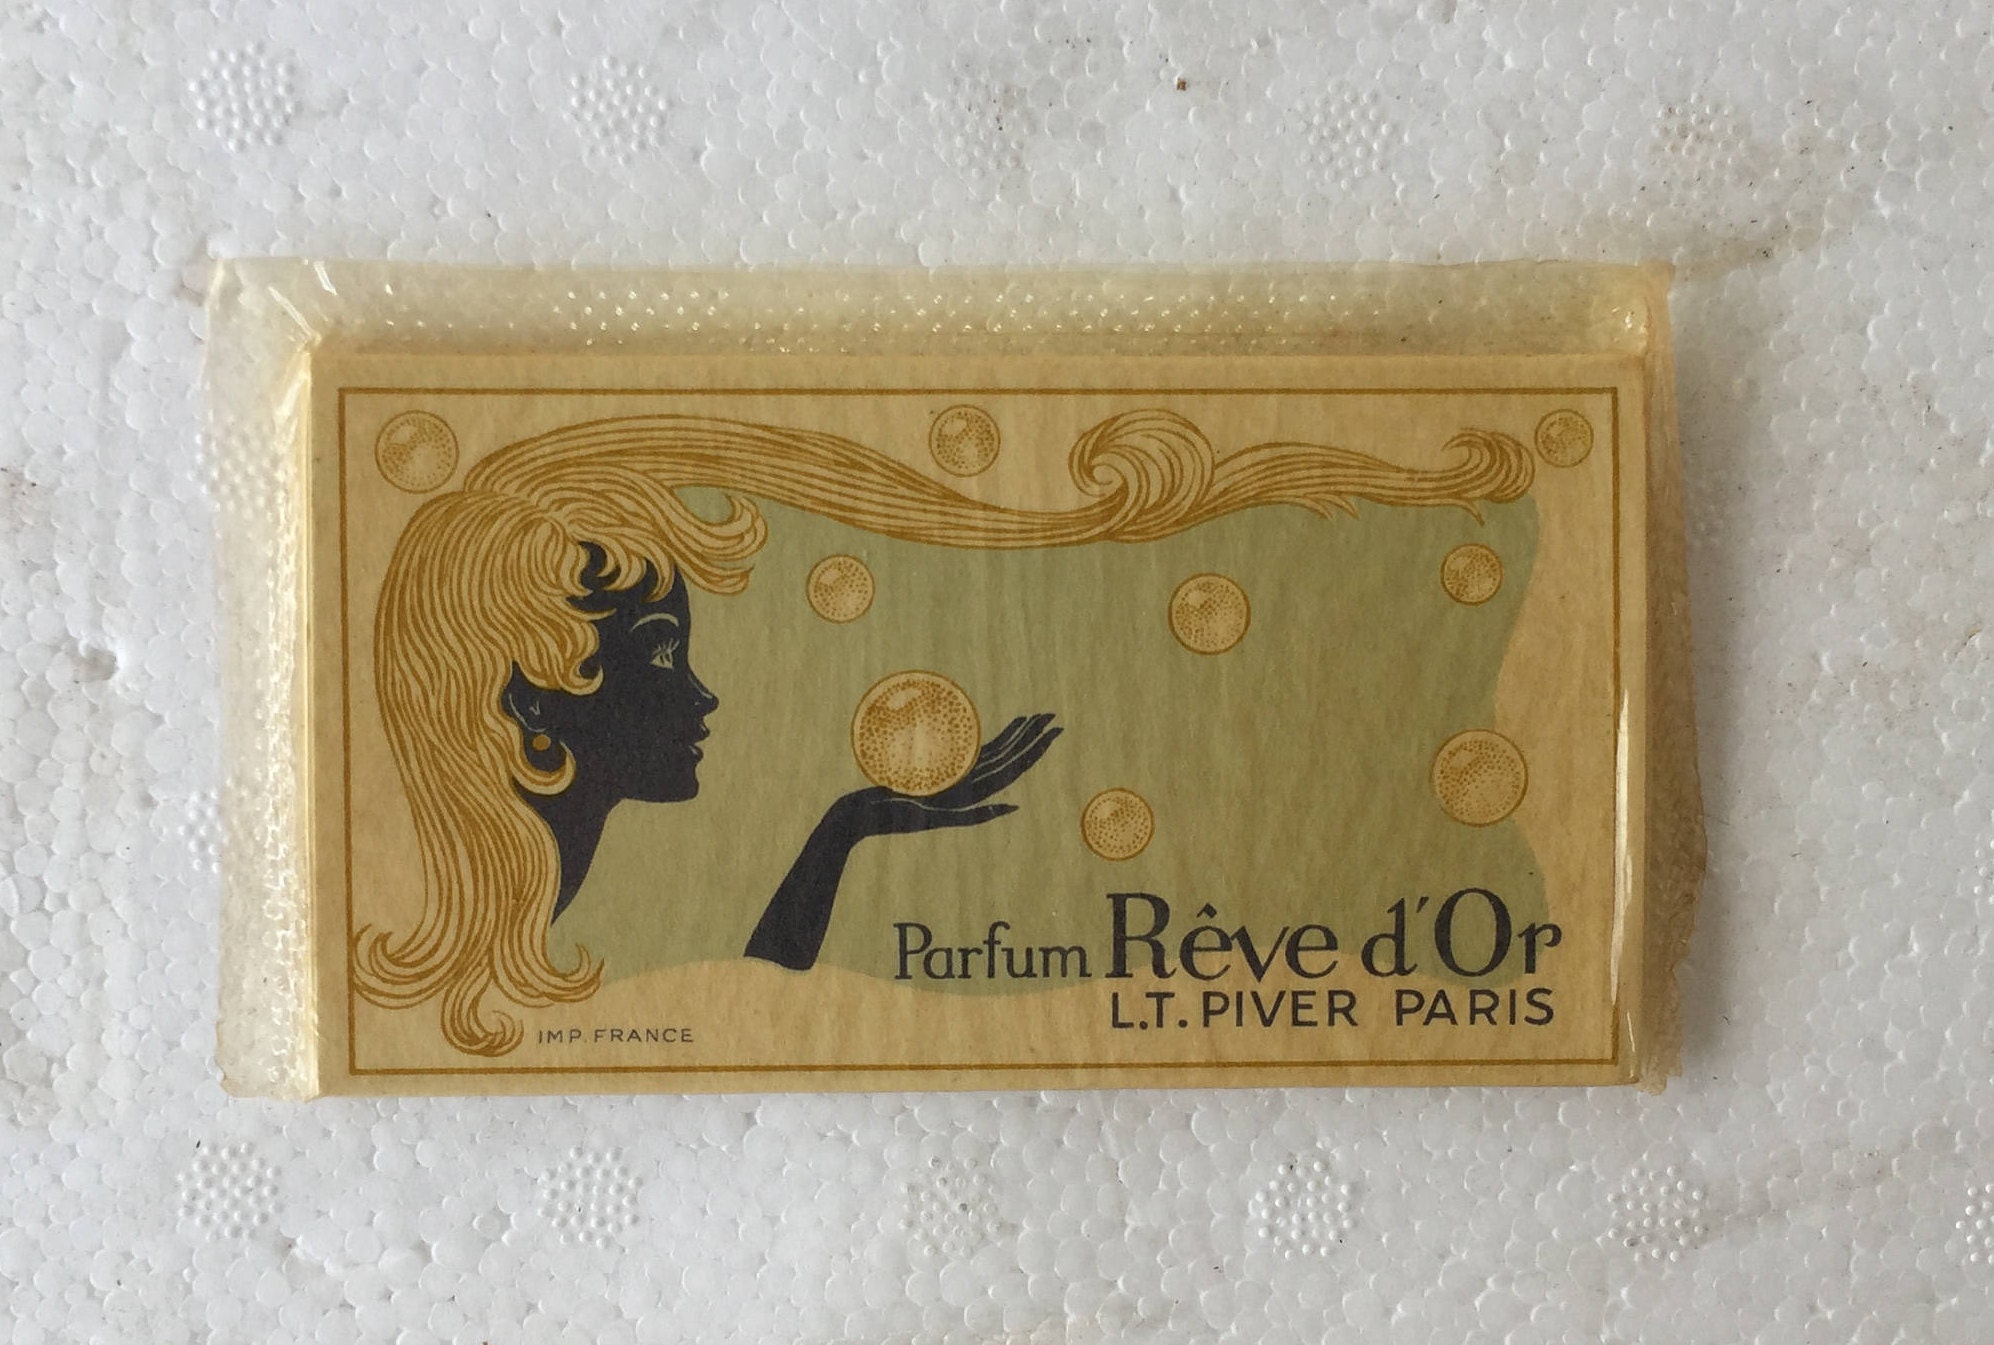 Parfum Rêve d'Or
L.T. PIVER PARIS
IMP. FRANCE